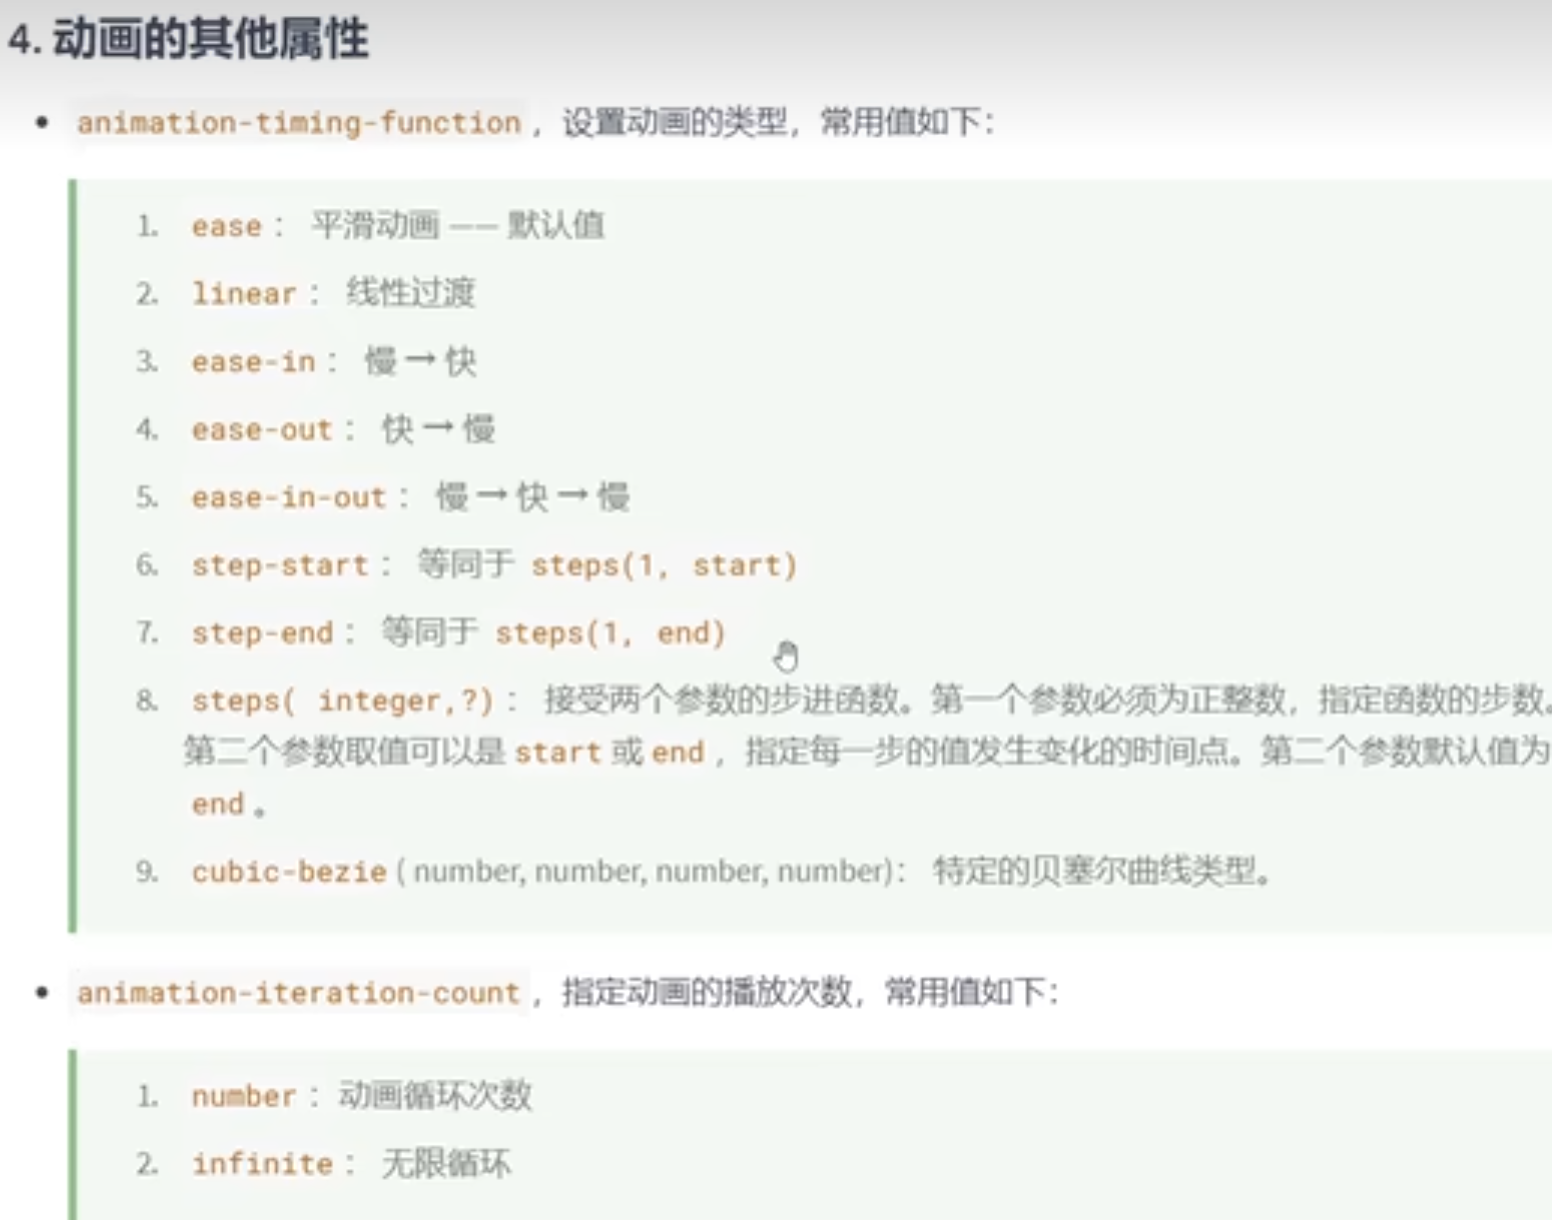 4. 动画的其他属性
animation-timing-function，设置动画的类型，常用值如下：
1. ease： 平滑动画 —— 默认值
2. linear： 线性过渡
3. ease-in： 慢 → 快
4. ease-out： 快 → 慢
5. ease-in-out： 慢 → 快 → 慢
6. step-start： 等同于 steps(1, start)
7. step-end： 等同于 steps(1, end)
8. steps( integer,?)： 接受两个参数的步进函数。第一个参数必须为正整数，指定函数的步数。
第二个参数取值可以是 start 或 end ，指定每一步的值发生变化的时间点。第二个参数默认值为
end 。
9. cubic-bezie ( number, number, number, number)： 特定的贝塞尔曲线类型。
animation-iteration-count，指定动画的播放次数，常用值如下：
1. number： 动画循环次数
2. infinite： 无限循环